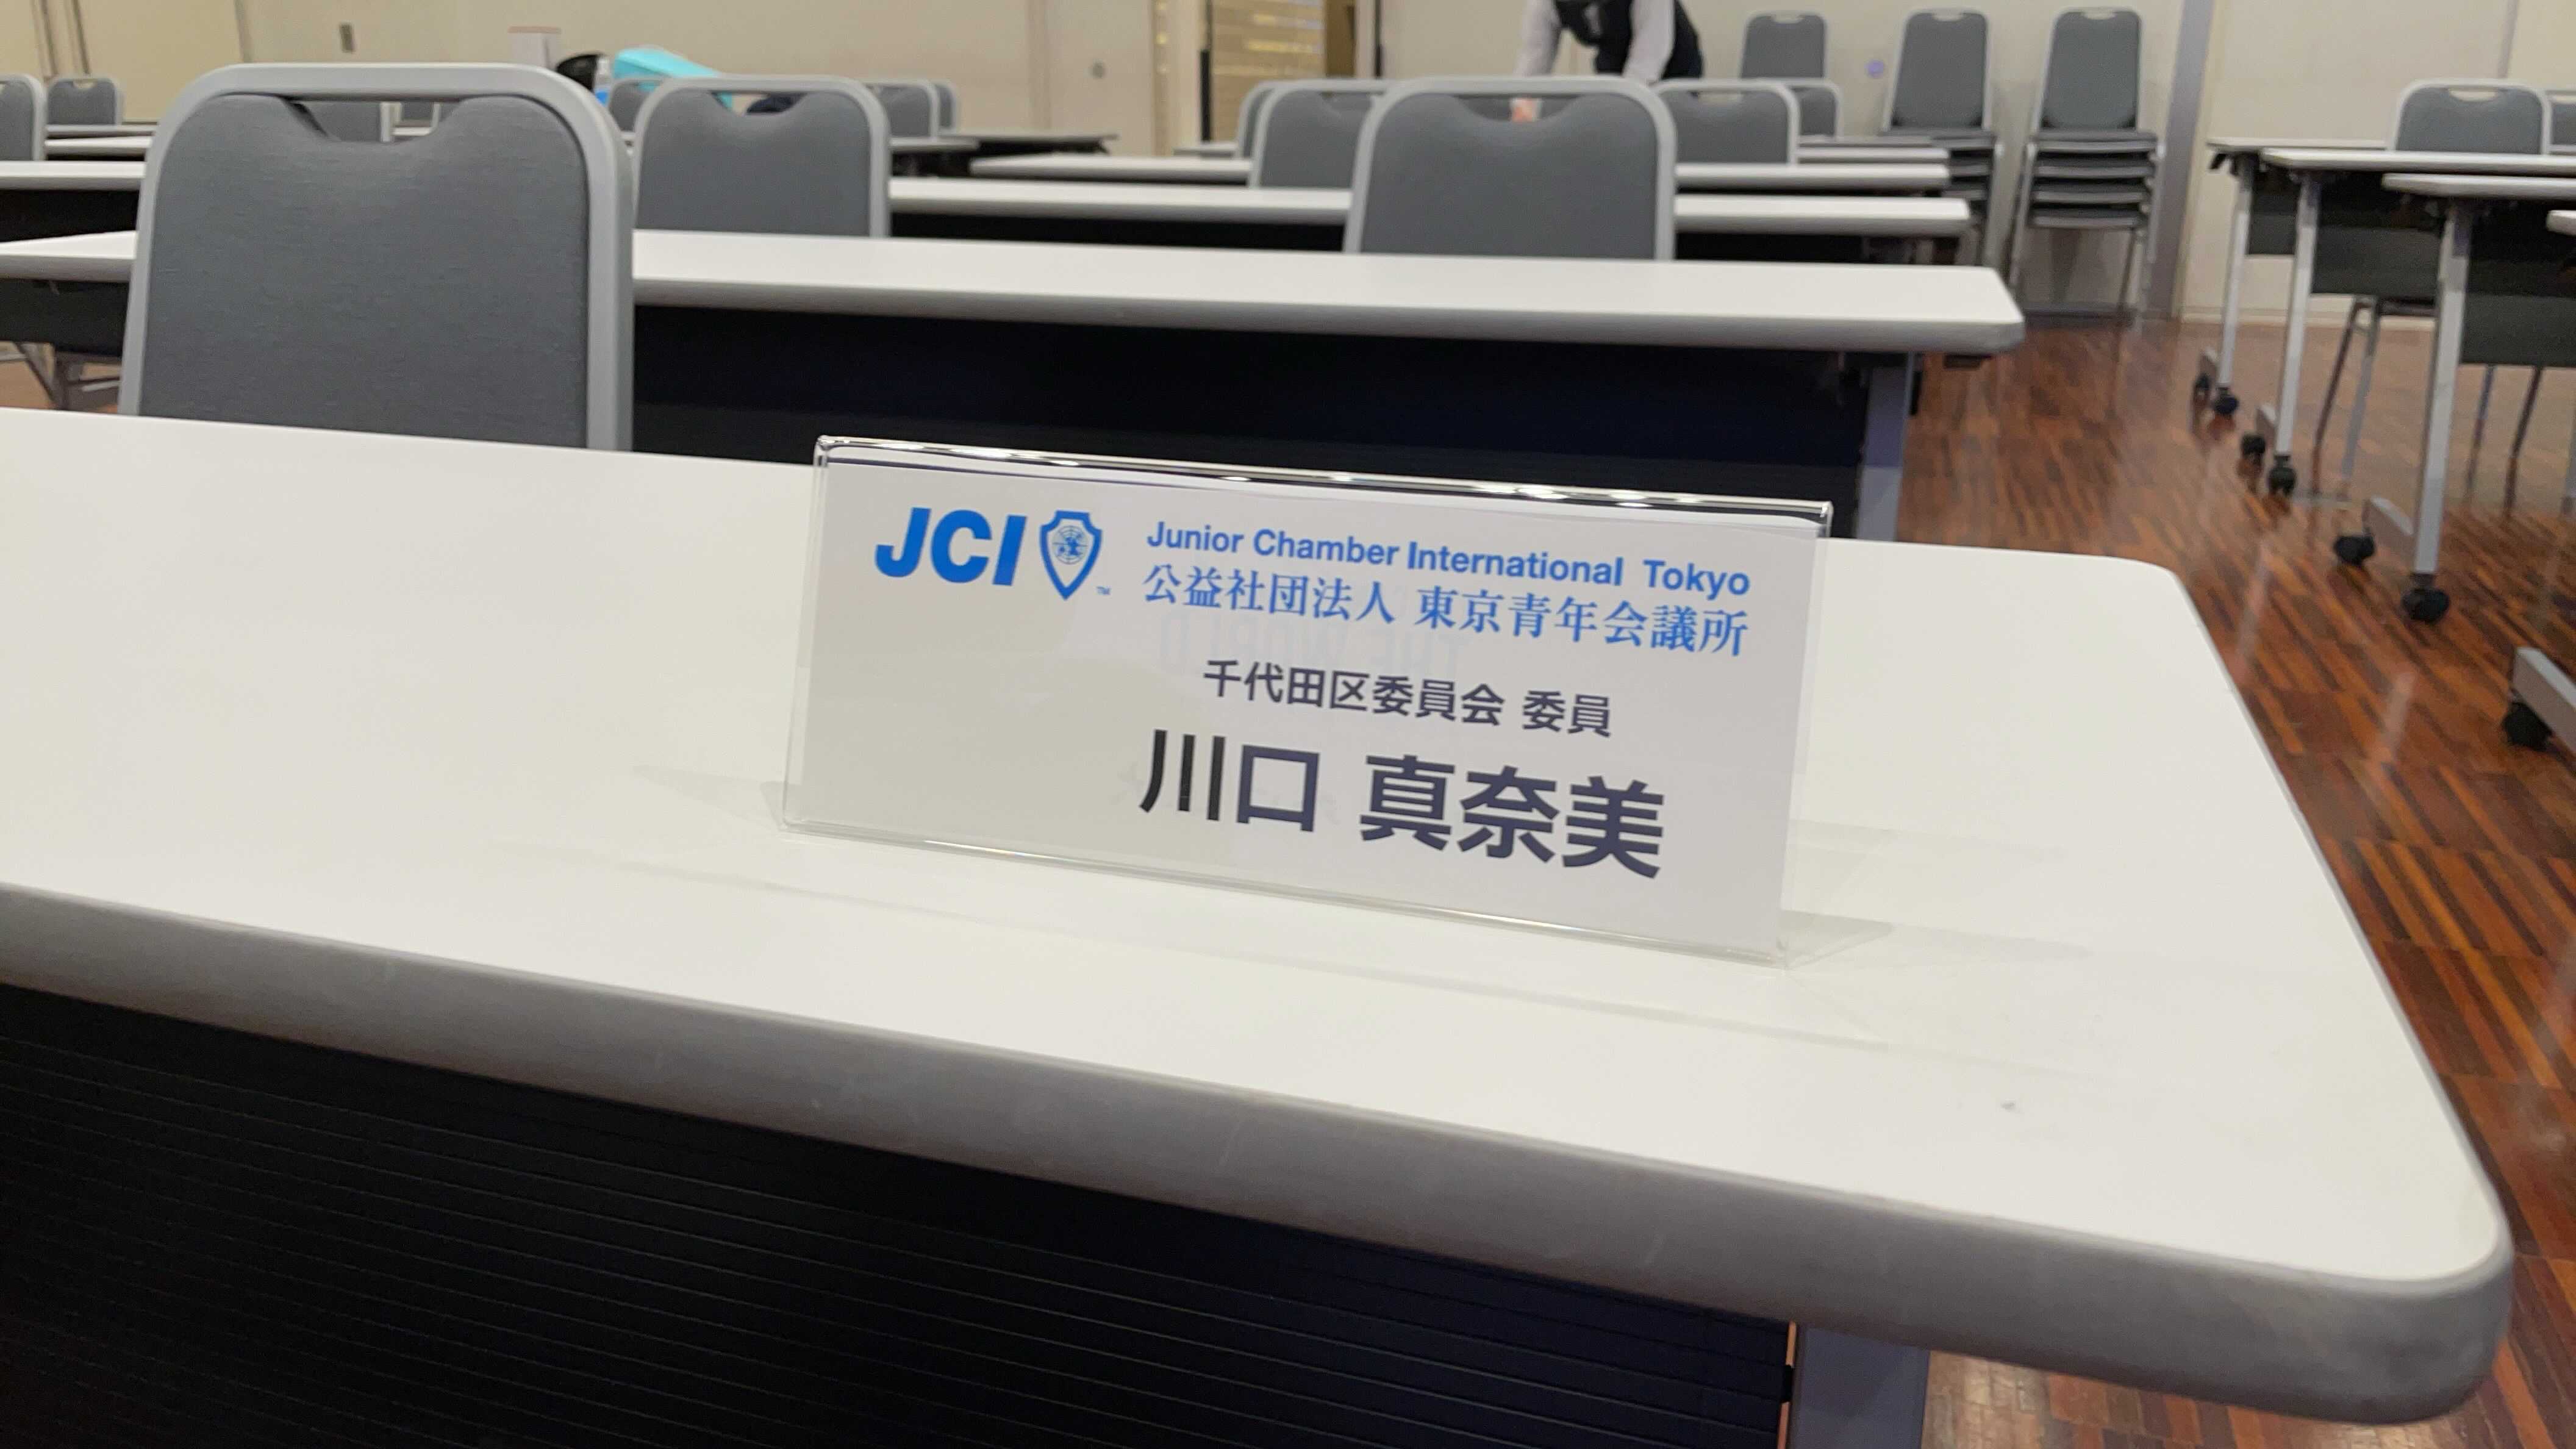 JCI
Junior Chamber International Tokyo
公益社団法人 東京青年会議所
千代田区委員会 委員
川口 真奈美